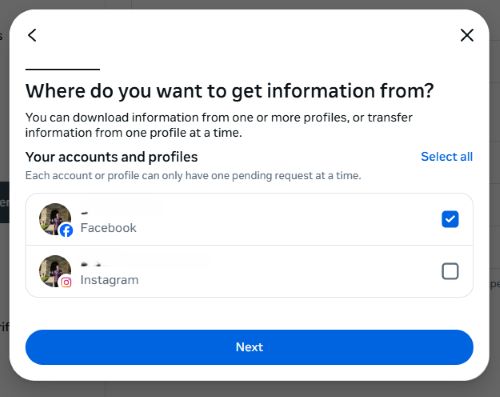 Where do you want to get information from?
You can download information from one or more profiles, or transfer
information from one profile at a time.
Your accounts and profiles
Select all
Each account or profile can only have one pending request at a time.
Facebook
Instagram
Next